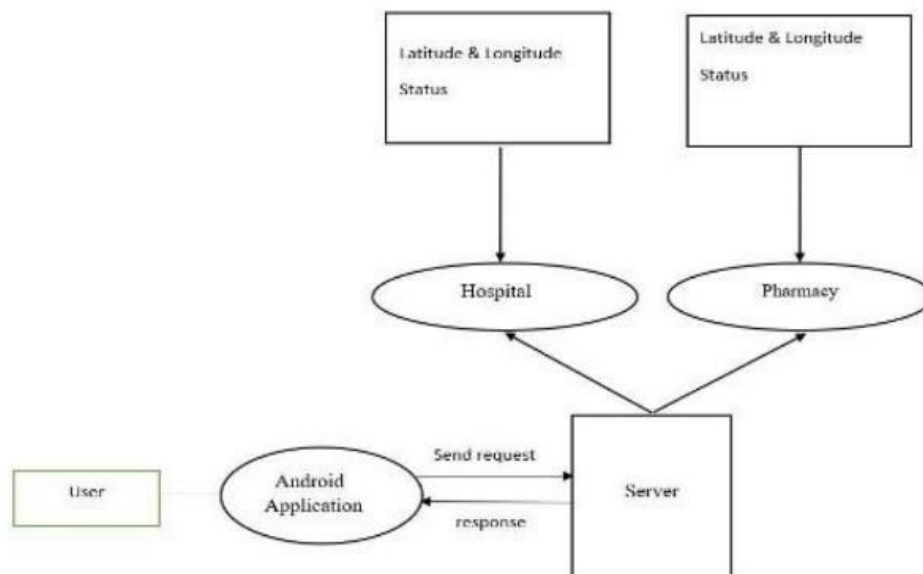 Latitude & Longitude
Status
Latitude & Longitude
Status
Hospital
Pharmacy
Send request
User
Android
Application
Server
response